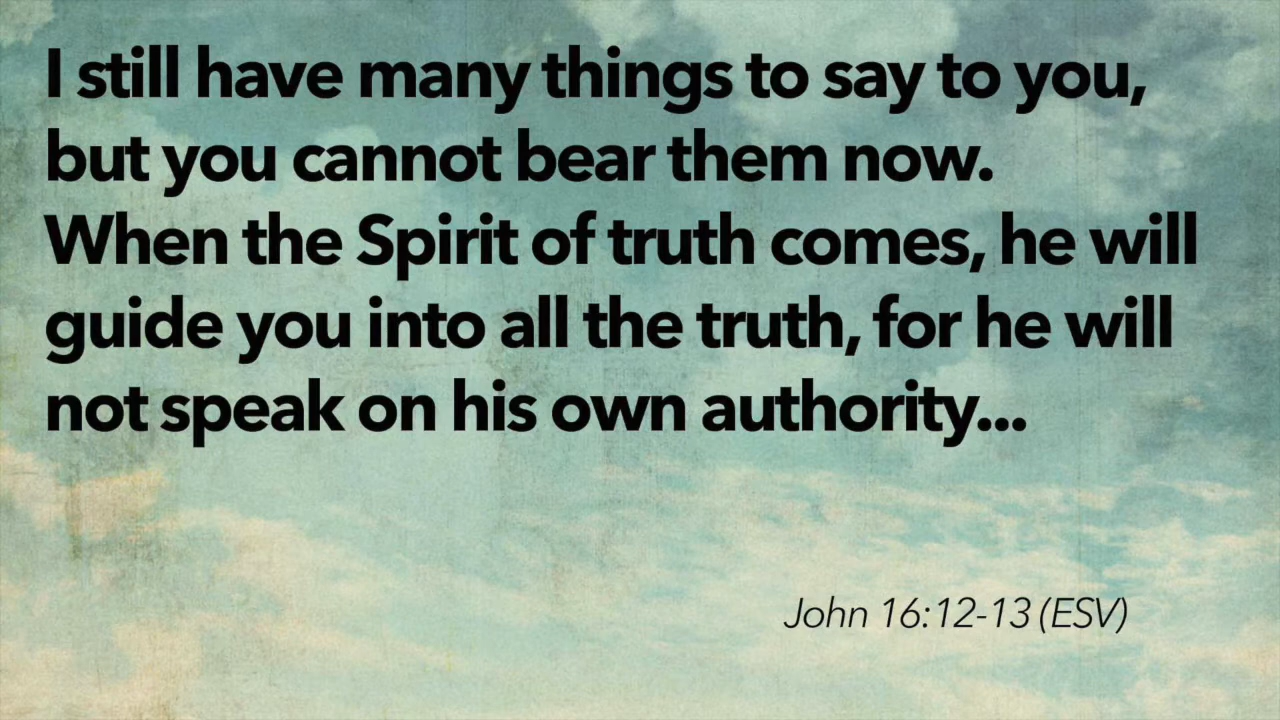 I still have many things to say to you,
but you cannot bear them now.
When the Spirit of truth comes, he will
guide you into all the truth, for he will
not speak on his own authority...
John 16:12-13 (ESV)